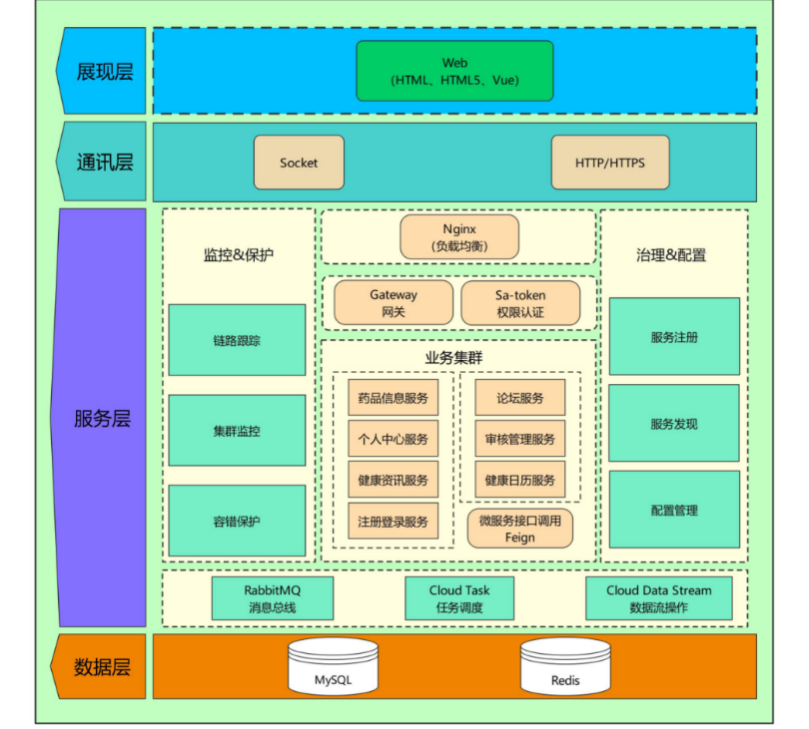 展现层
Web
(HTML、HTML5、Vue)
通讯层
Socket
HTTP/HTTPS
服务层
监控&保护
链路跟踪
集群监控
容错保护
Nginx
(负载均衡)
Gateway
网关
Sa-token
权限认证
业务集群
药品信息服务
个人中心服务
健康资讯服务
注册登录服务
论坛服务
审核管理服务
健康日历服务
微服务接口调用
Feign
治理&配置
服务注册
服务发现
配置管理
RabbitMQ
消息总线
Cloud Task
任务调度
Cloud Data Stream
数据流操作
数据层
MySQL
Redis